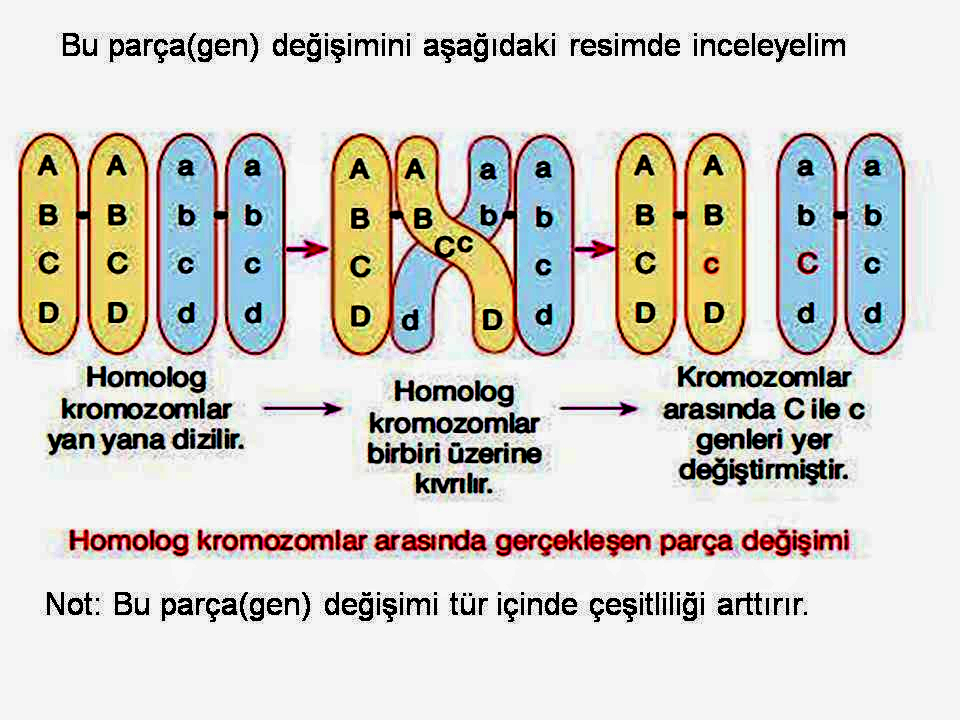 Bu parça(gen) değişimini aşağıdaki resimde inceleyelim
A A a a A A a a A A a a
B B b b B B b b B B b b
C C c c C C c c C c C c
D D d d D d D d D D d d
Homolog
kromozomlar
yan yana dizilir.
Homolog
kromozomlar
birbiri üzerine
kıvrılır.
Kromozomlar
arasında C ile c
genleri yer
değiştirmiştir.
Homolog kromozomlar arasında gerçekleşen parça değişimi
Not: Bu parça(gen) değişimi tür içinde çeşitliliği arttırır.